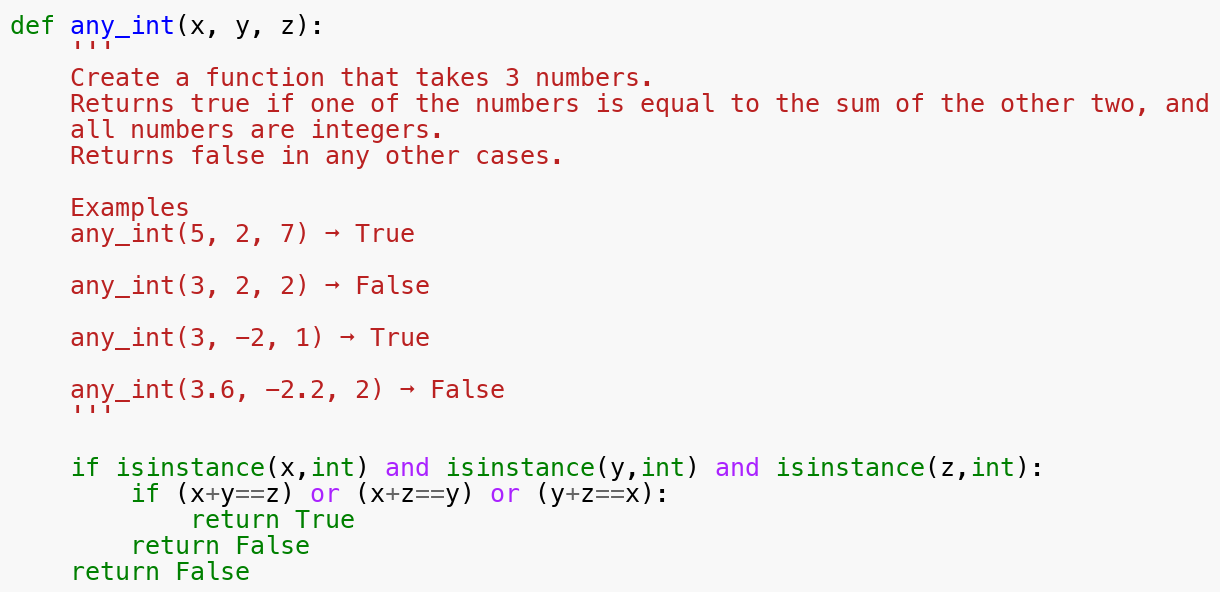 def any_int(x, y, z):
    '''
    Create a function that takes 3 numbers.
    Returns true if one of the numbers is equal to the sum of the other two, and
    all numbers are integers.
    Returns false in any other cases.

    Examples
    any_int(5, 2, 7) → True

    any_int(3, 2, 2) → False

    any_int(3, −2, 1) → True

    any_int(3.6, −2.2, 2) → False
    '''

    if isinstance(x,int) and isinstance(y,int) and isinstance(z,int):
        if (x+y==z) or (x+z==y) or (y+z==x):
            return True
        return False
    return False